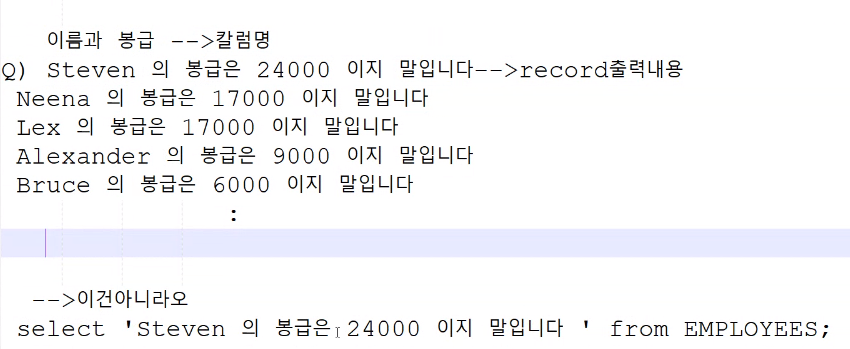 이름과 봉급 -->칼럼명
Q) Steven 의 봉급은 24000 이지 말입니다-->record출력내용
Neena 의 봉급은 17000 이지 말입니다
Lex 의 봉급은 17000 이지 말입니다
Alexander 의 봉급은 9000 이지 말입니다
Bruce 의 봉급은 6000 이지 말입니다
:
-->이건아니라오
select 'Steven 의 봉급은 24000 이지 말입니다 ' from EMPLOYEES;